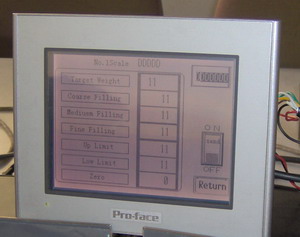 No.1Scale 00000
Target Weight 11
Coarse Filling 11
Medium Filling 11
Fine Filling 11
Up Limit 11
Low Limit 11
Zero 0
ON
OFF
Return
Pro-face